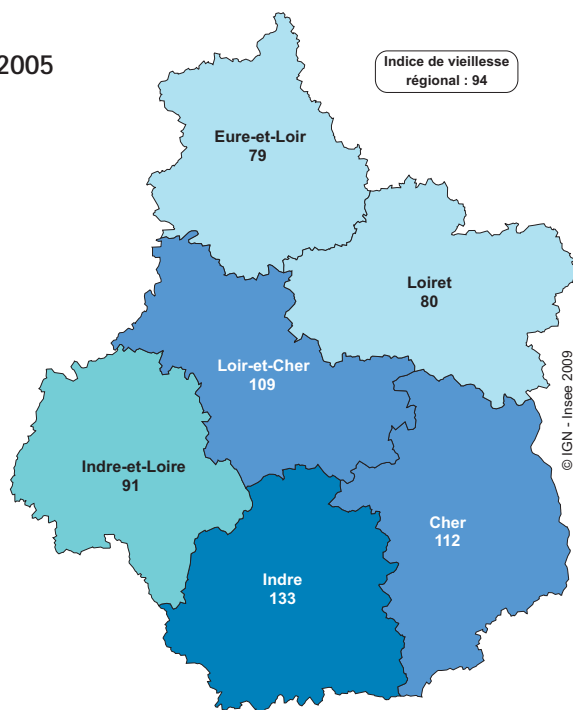 2005
Indice de vieillesse
régional : 94
Eure-et-Loir
79
Loiret
80
Loir-et-Cher
109
Indre-et-Loire
91
Cher
112
Indre
133
© IGN - Insee 2009